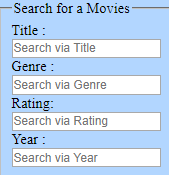 Search for a Movies
Title :
Search via Title
Genre :
Search via Genre
Rating:
Search via Rating
Year :
Search via Year